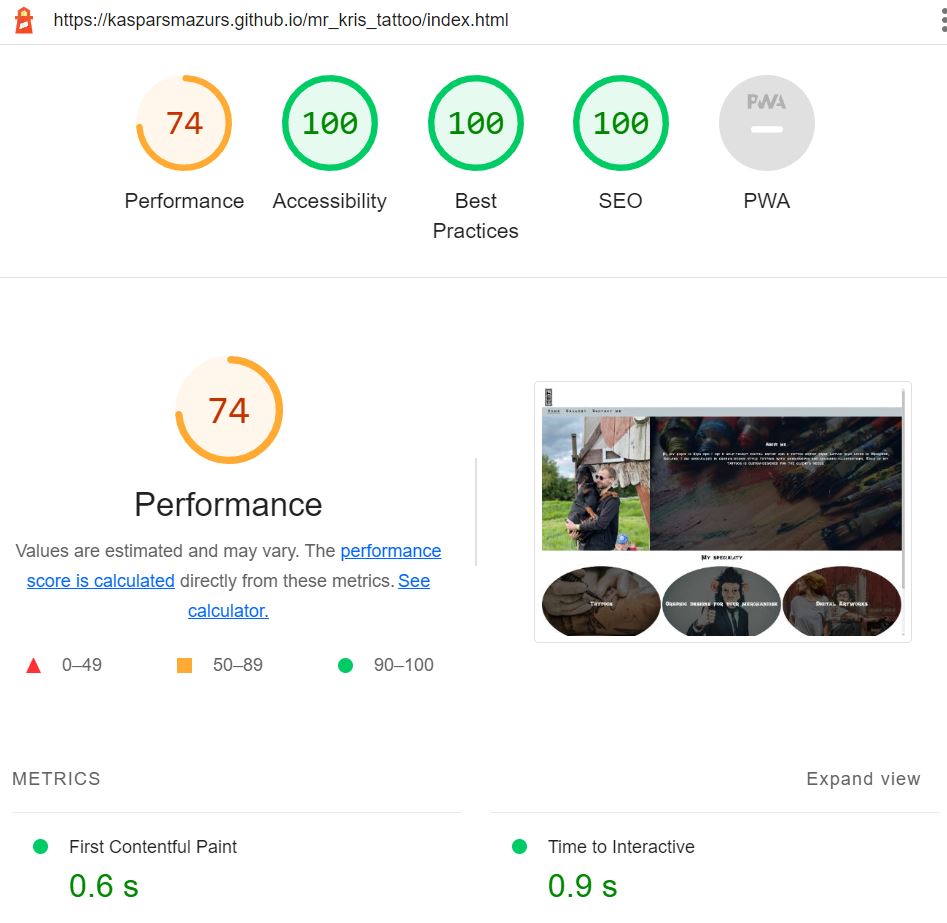 https://kasparsmazurs.github.io/mr_kris_tattoo/index.html
74
100
100
100
PWA
Performance
Accessibility
Best
Practices
SEO
PWA
74
Performance
Values are estimated and may vary. The performance
score is calculated directly from these metrics. See
calculator.
0–49
50–89
90–100
Home Gallery Contact me
About me
My speciality
Tattoos
Graphic designs for your merchandise
Digital Artworks
METRICS
Expand view
First Contentful Paint
0.6 s
Time to Interactive
0.9 s